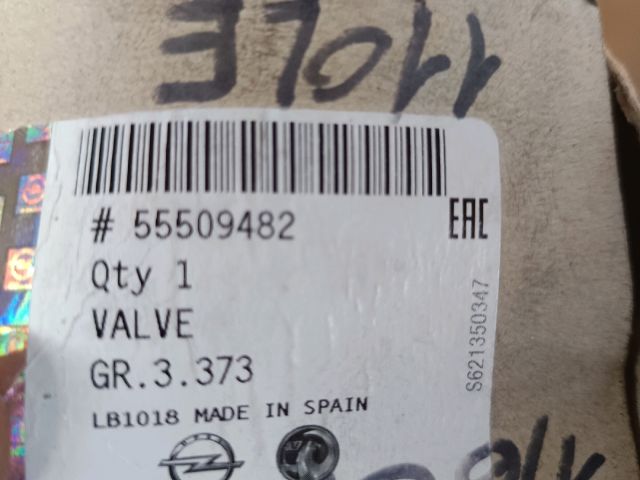 # 55509482
EAC
Qty 1
VALVE
GR.3.373
LB1018 MADE IN SPAIN
S621350347